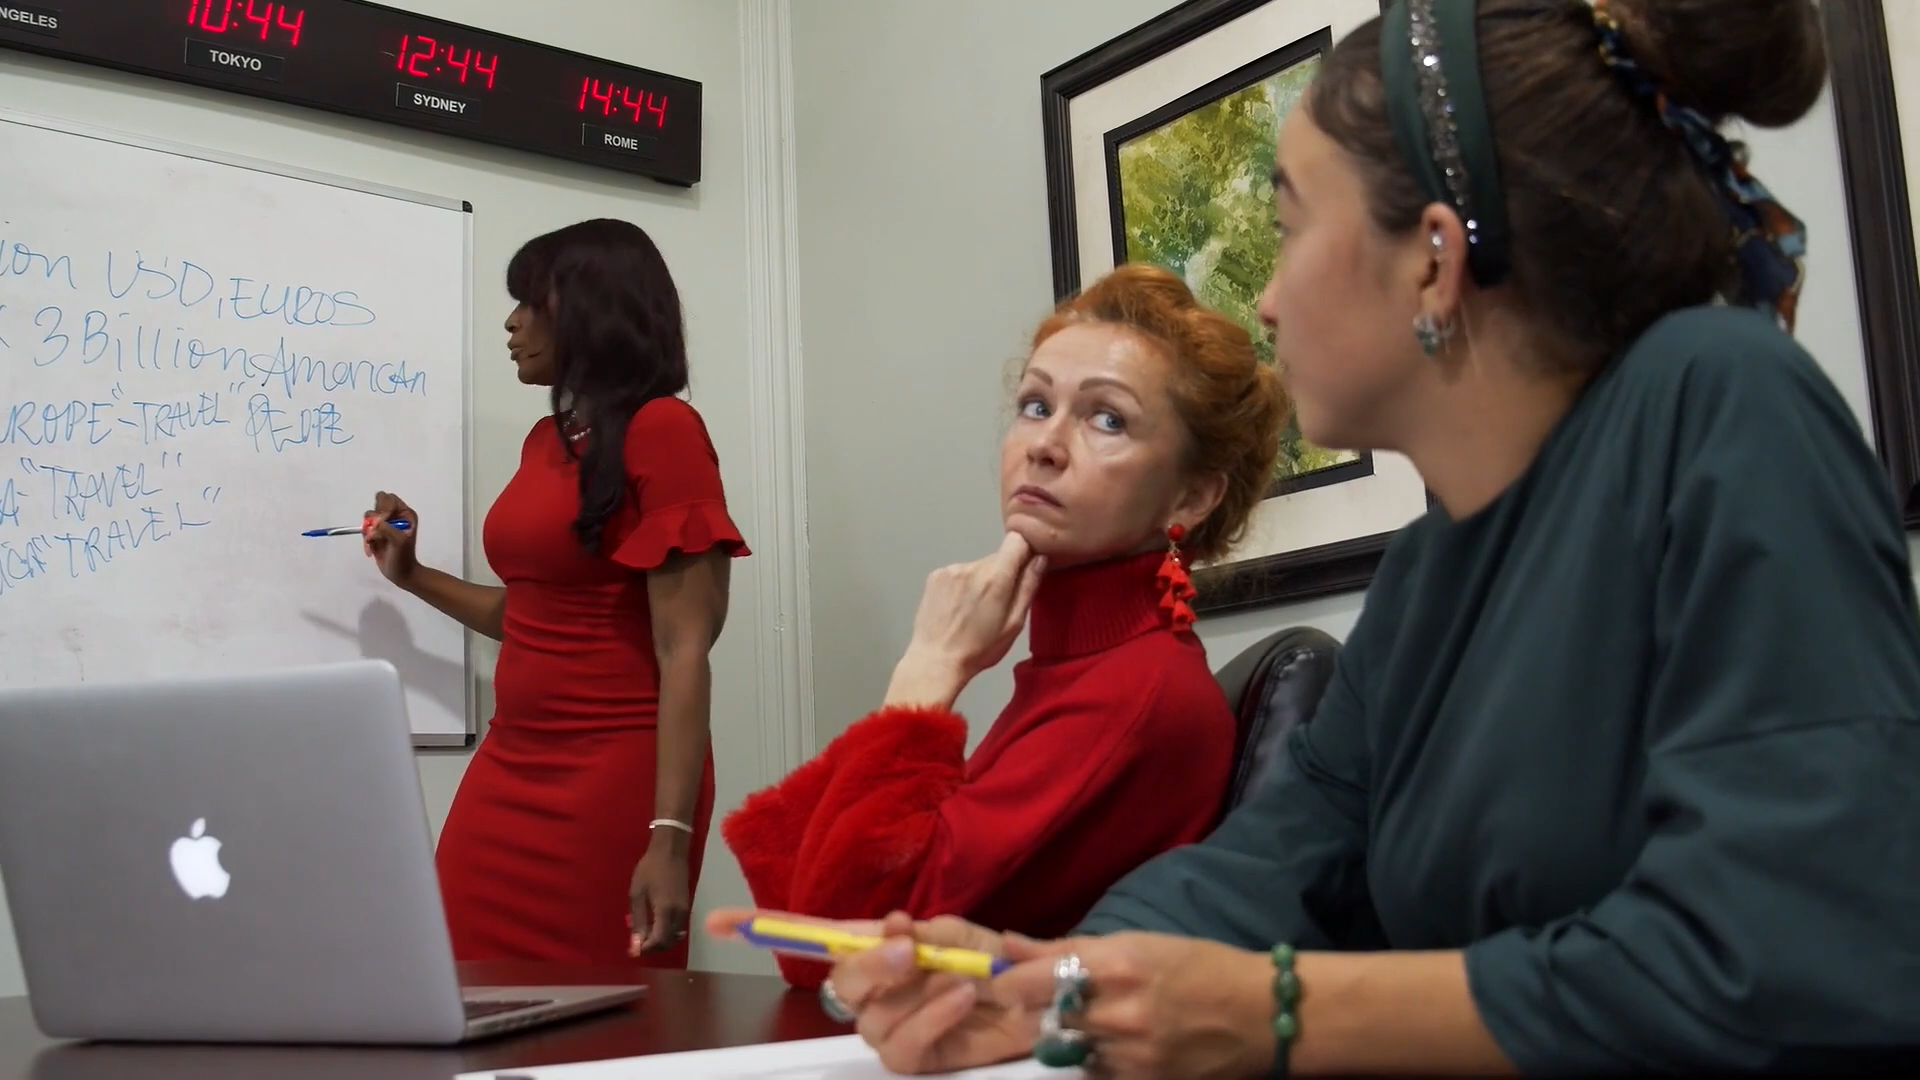 NGELES
10:44
TOKYO
12:44
SYDNEY
14:44
ROME
ion USD, EUROS
3 Billion American
UROPE-"TRAVEL"
A "TRAVEL"
"TRAVEL"